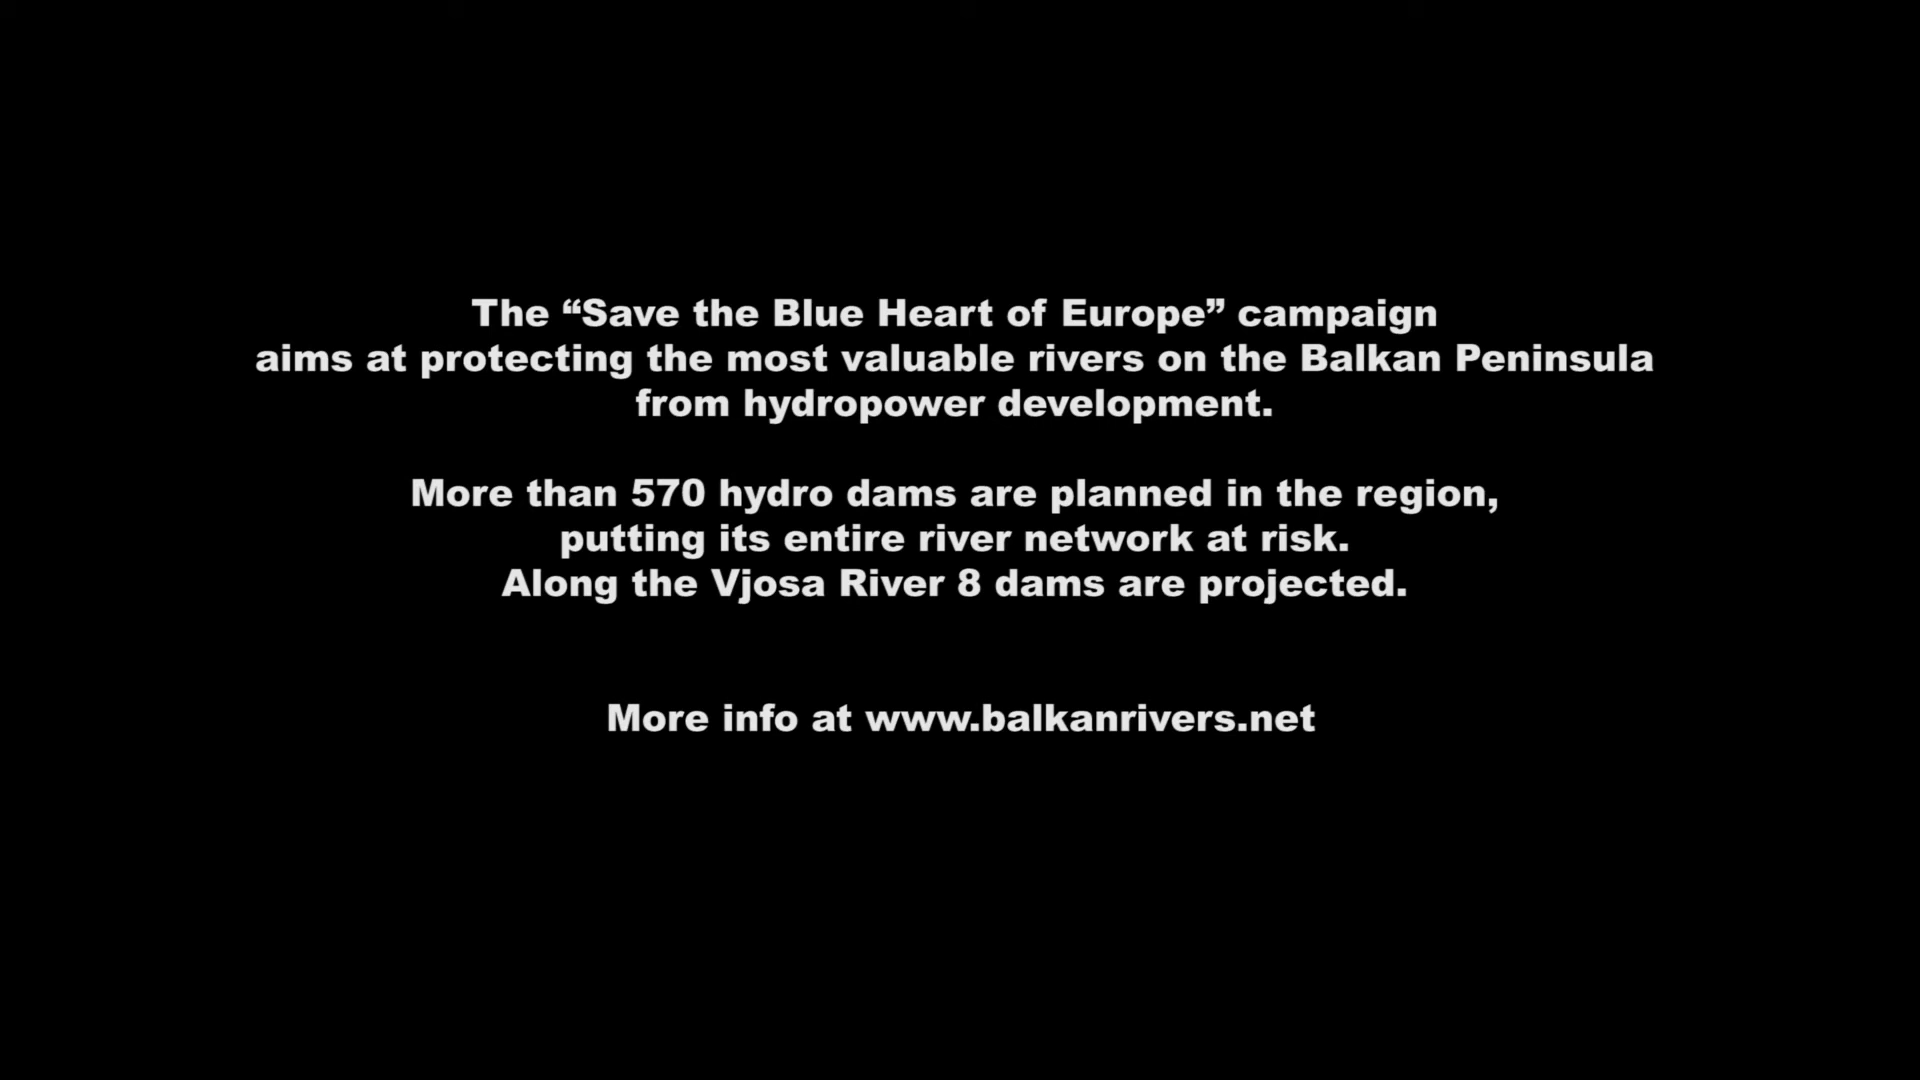 The “Save the Blue Heart of Europe” campaign
aims at protecting the most valuable rivers on the Balkan Peninsula
from hydropower development.
More than 570 hydro dams are planned in the region,
putting its entire river network at risk.
Along the Vjosa River 8 dams are projected.
More info at www.balkanrivers.net